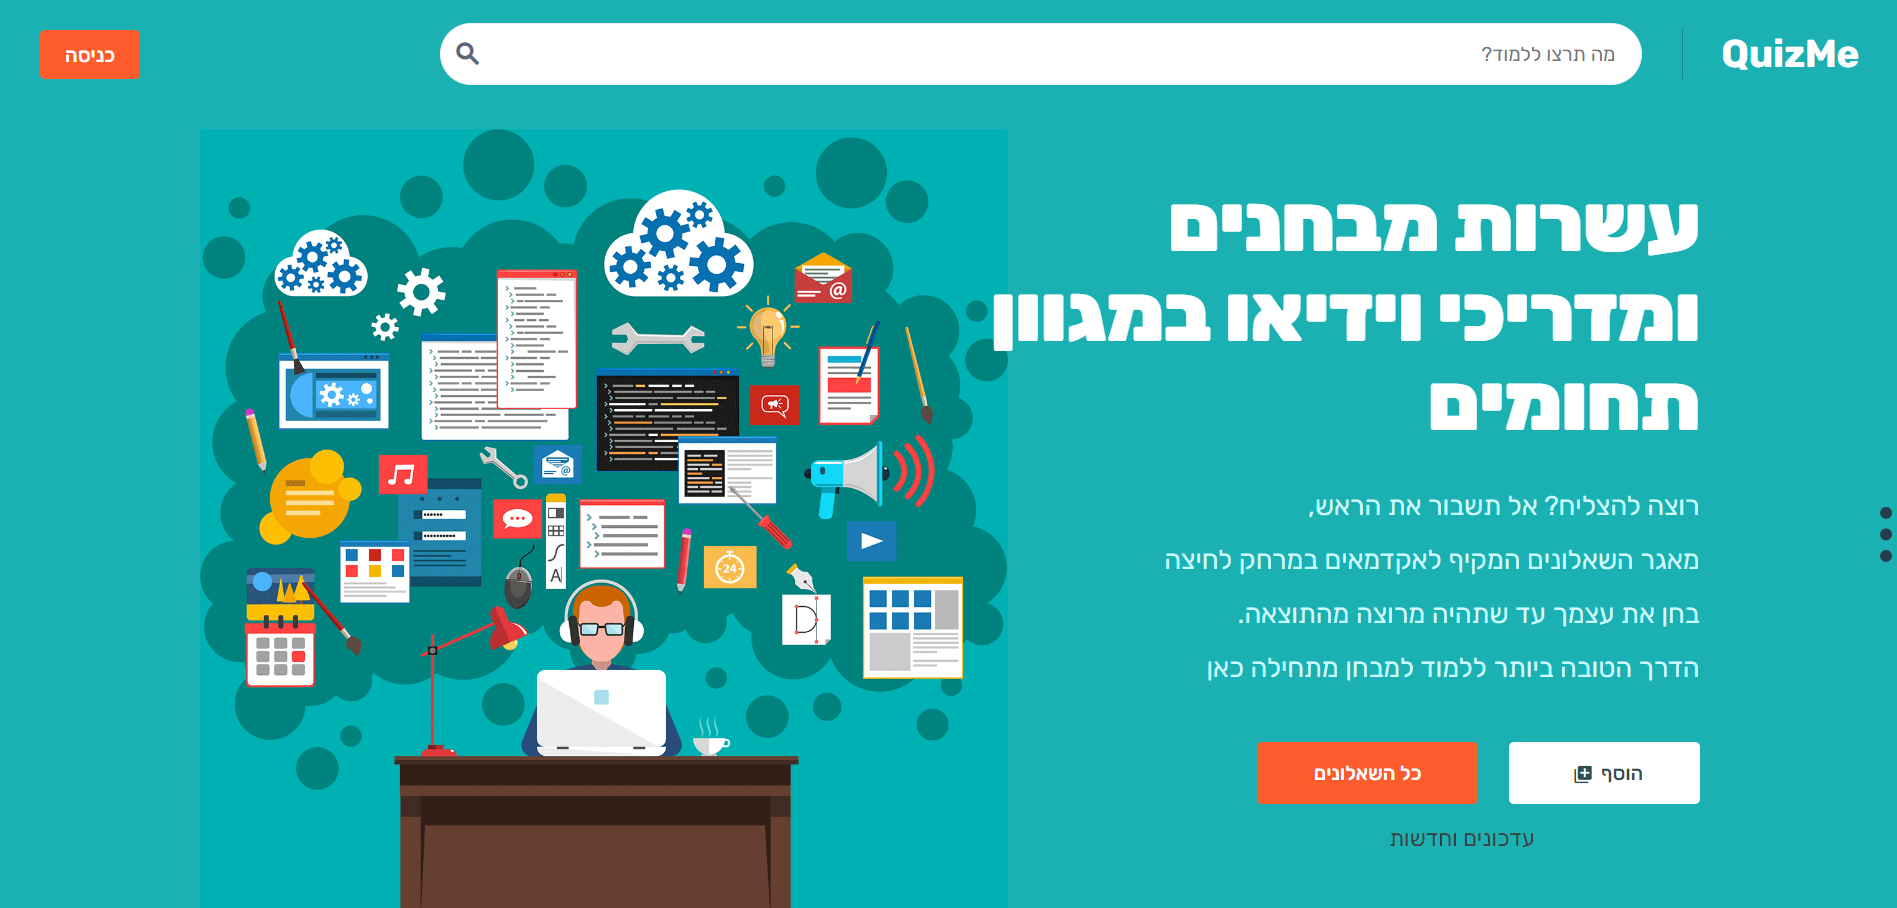 QuizMe
מה תרצו ללמוד?
כניסה
עשרות מבחנים
ומדריכי וידיאו במגוון
תחומים
רוצה להצליח? אל תשבור את הראש,
מאגר השאלונים המקיף לאקדמאים במרחק לחיצה
בחן את עצמך עד שתהיה מרוצה מהתוצאה.
הדרך הטובה ביותר ללמוד למבחן מתחילה כאן
הוסף
כל השאלונים
עדכונים וחדשות
@
@
24
A
D